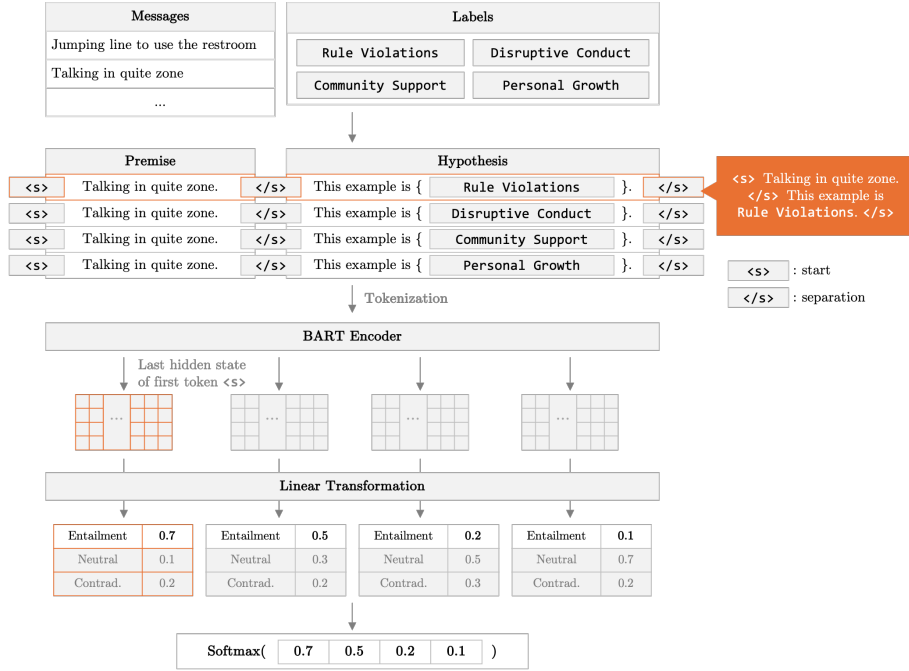 Messages
Jumping line to use the restroom
Talking in quite zone
...
Labels
Rule Violations
Disruptive Conduct
Community Support
Personal Growth
Premise
Hypothesis
<s> Talking in quite zone. </s> This example is { Rule Violations }. </s>
<s> Talking in quite zone. </s> This example is { Disruptive Conduct }. </s>
<s> Talking in quite zone. </s> This example is { Community Support }. </s>
<s> Talking in quite zone. </s> This example is { Personal Growth }. </s>
<s> Talking in quite zone.
</s> This example is
Rule Violations. </s>
<s> : start
</s> : separation
Tokenization
BART Encoder
Last hidden state
of first token <s>
... ... ... ...
Linear Transformation
Entailment 0.7 Entailment 0.5 Entailment 0.2 Entailment 0.1
Neutral 0.1 Neutral 0.3 Neutral 0.5 Neutral 0.7
Contrad. 0.2 Contrad. 0.2 Contrad. 0.3 Contrad. 0.2
Softmax( 0.7 0.5 0.2 0.1 )